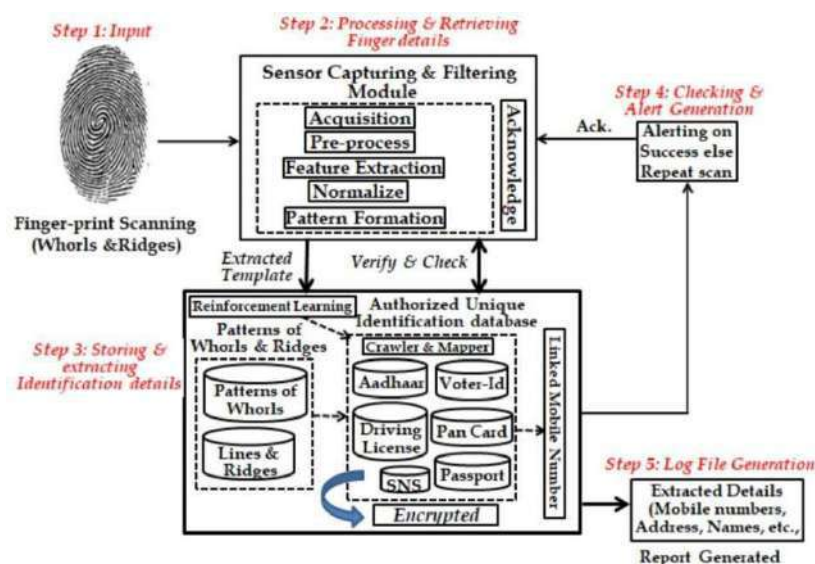 Step 1: Input
Step 2: Processing & Retrieving
Finger details
Sensor Capturing & Filtering
Module
Acquisition
Pre-process
Feature Extraction
Normalize
Pattern Formation
Acknowledge
Finger-print Scanning
(Whorls &Ridges)
Step 4: Checking &
Alert Generation
Ack.
Alerting on
Success else
Repeat scan
Extracted
Template
Verify & Check
Step 3: Storing &
extracting
Identification details
Reinforcement Learning
Patterns of
Whorls & Ridges
Patterns of
Whorls
Lines &
Ridges
Authorized Unique
Identification database
Crawler & Mapper
Aadhaar
Voter-Id
Driving
License
Pan Card
SNS
Passport
Encrypted
Linked Mobile Number
Step 5: Log File Generation
Extracted Details
(Mobile numbers,
Address, Names, etc.,
Report Generated